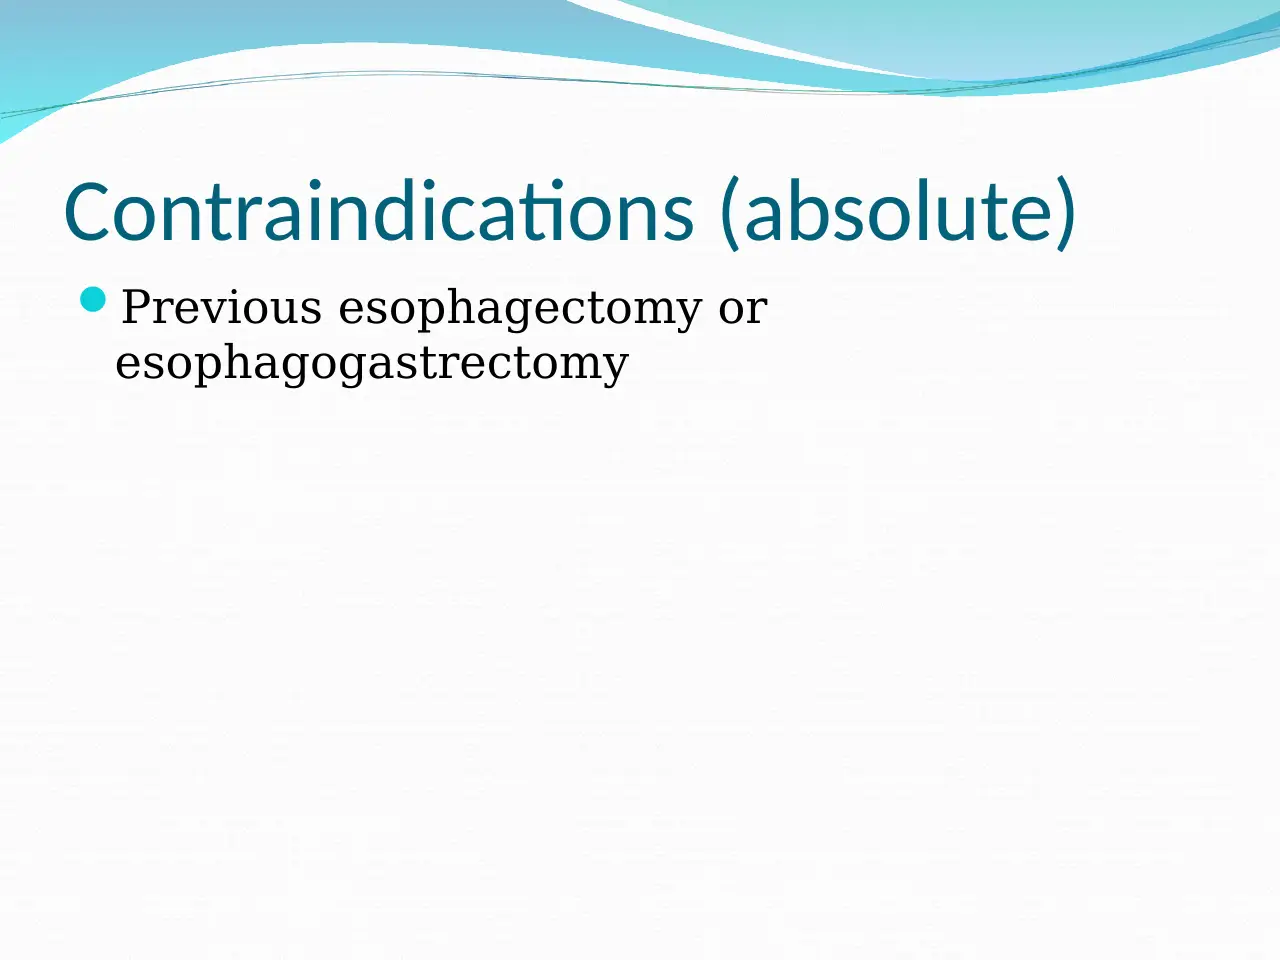 Contraindications (absolute)
Previous esophagectomy or
esophagogastrectomy